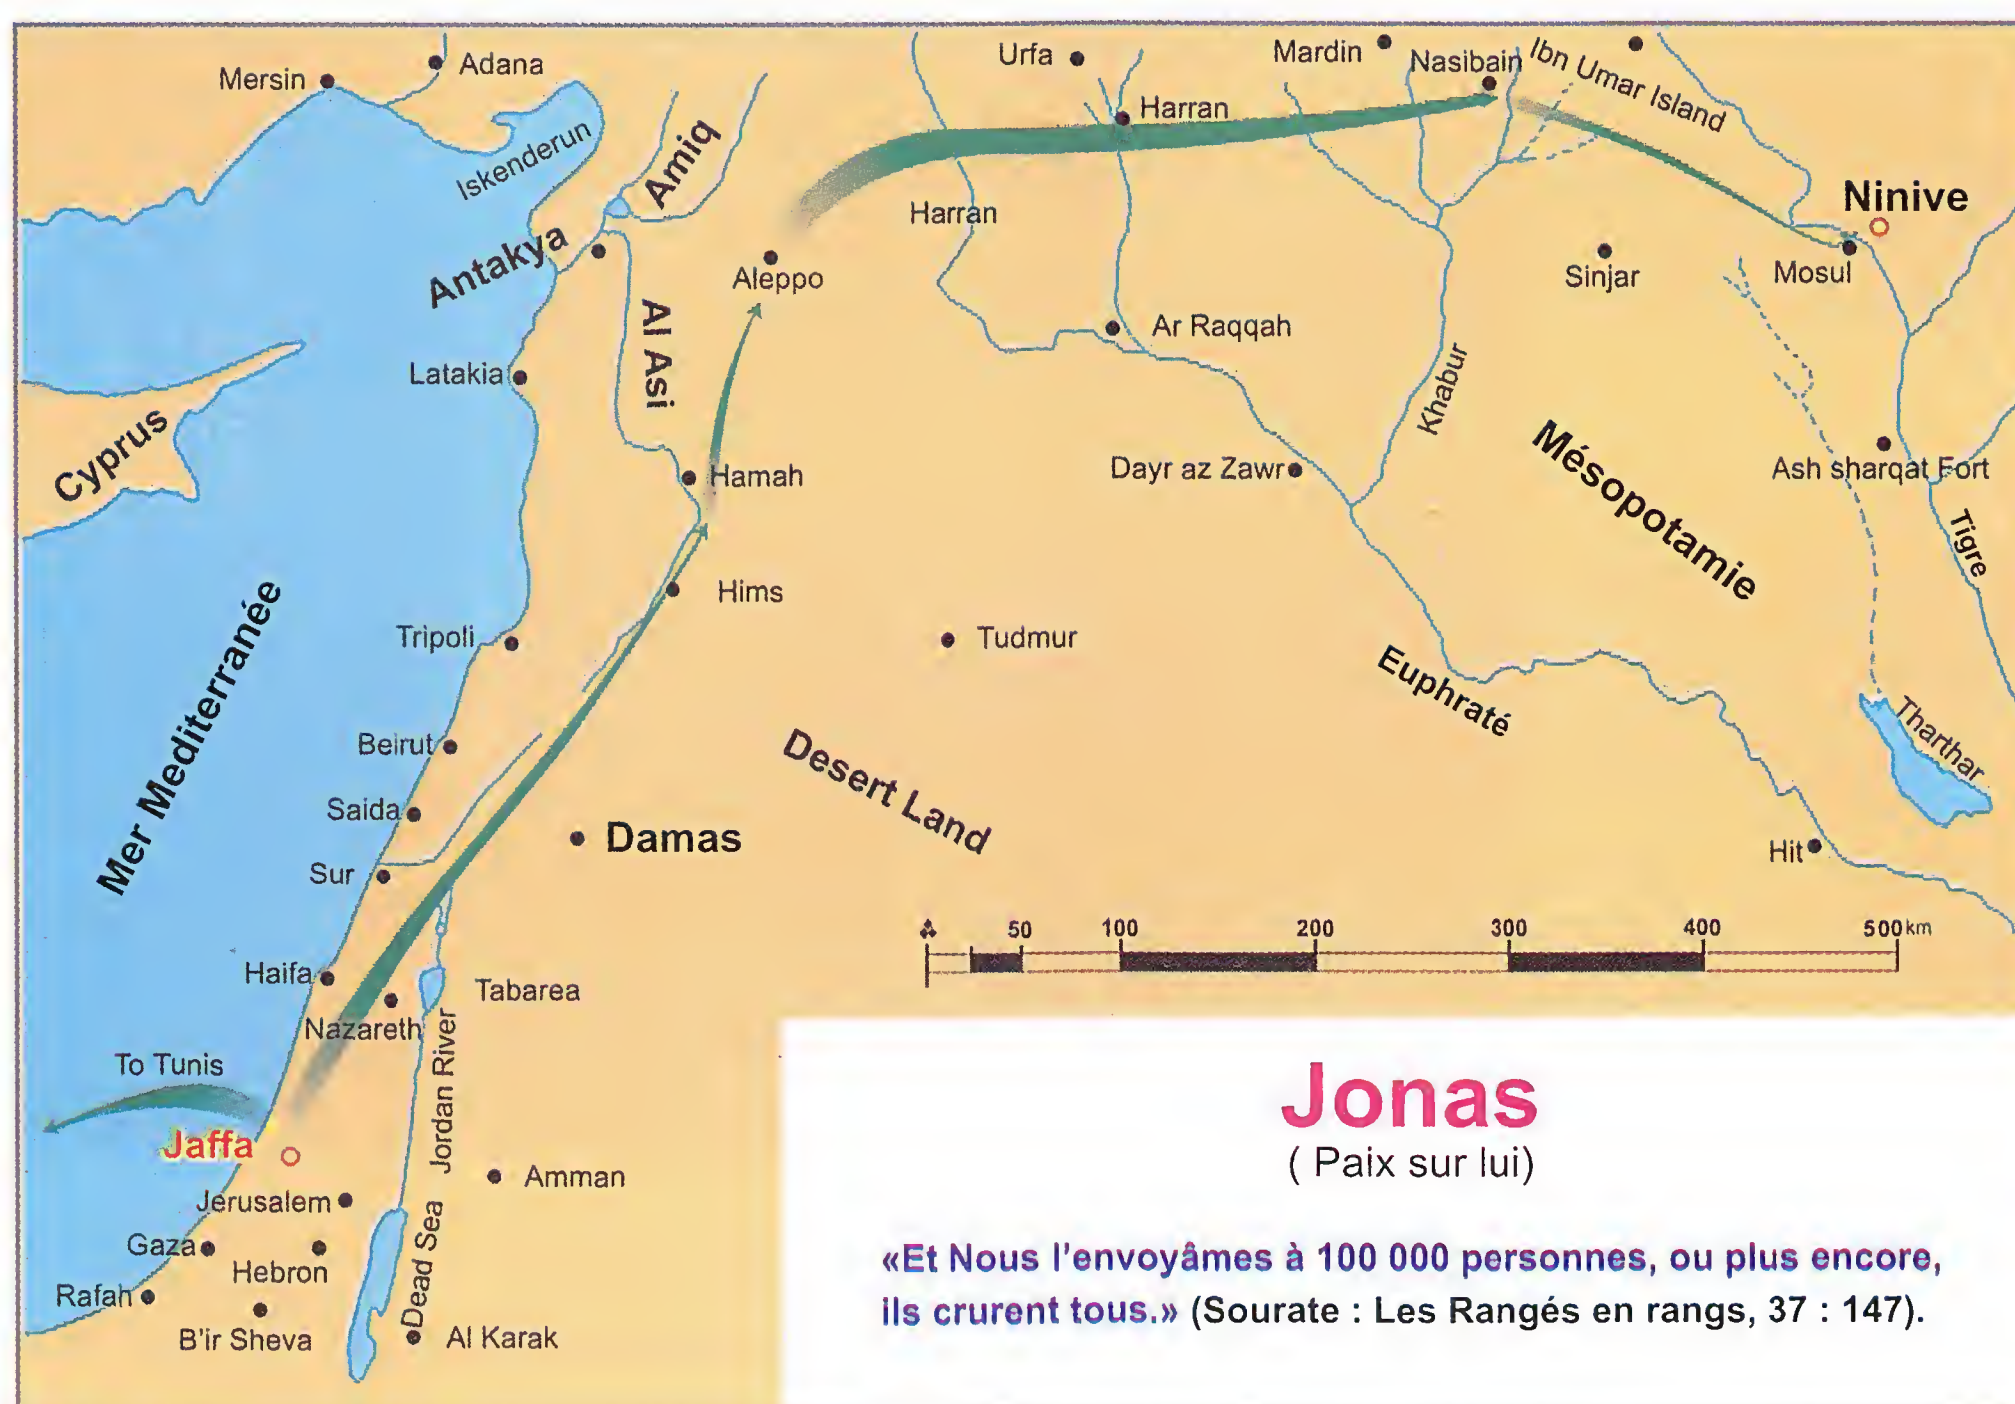 Mersin
Adana
Urfa
Mardin
Nasibain
Ibn Umar Island
Harran
Iskenderun
Amiq
Harran
Ninive
Antakya
Aleppo
Sinjar
Mosul
Al Asi
Ar Raqqah
Latakia
Khabur
Cyprus
Hamah
Dayr az Zawr
Mésopotamie
Ash sharqat Fort
Tigre
Hims
Mer Mediterranée
Tripoli
Tudmur
Euphraté
Beirut
Desert Land
Tharthar
Saida
Damas
Sur
Hit
50 100 200 300 400 500 km
Haifa
Tabarea
Nazareth
To Tunis
Jordan River
Jaffa
Amman
Jerusalem
Gaza
Hebron
Dead Sea
Rafah
B'ir Sheva
Al Karak
Jonas
( Paix sur lui)
«Et Nous l'envoyâmes à 100 000 personnes, ou plus encore,
ils crurent tous.» (Sourate : Les Rangés en rangs, 37 : 147).